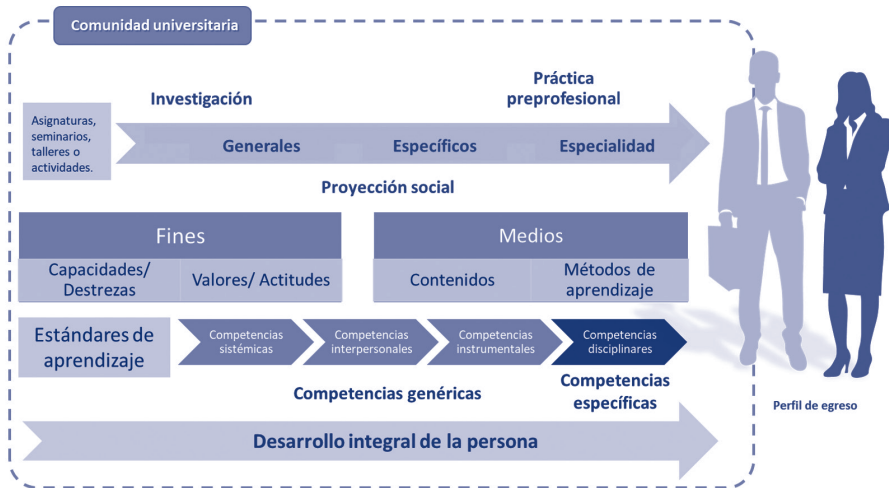 Comunidad universitaria
Práctica
Investigación
preprofesional
Asignaturas,
seminarios,
talleres o
actividades.
Generales
Específicos
Especialidad
Proyección social
Fines
Medios
Capacidades/
Destrezas
Valores/ Actitudes
Contenidos
Métodos de
aprendizaje
Estándares de
aprendizaje
Competencias
sistémicas
Competencias
interpersonales
Competencias
instrumentales
Competencias
disciplinares
Competencias genéricas
Competencias
específicas
Perfil de egreso
Desarrollo integral de la persona